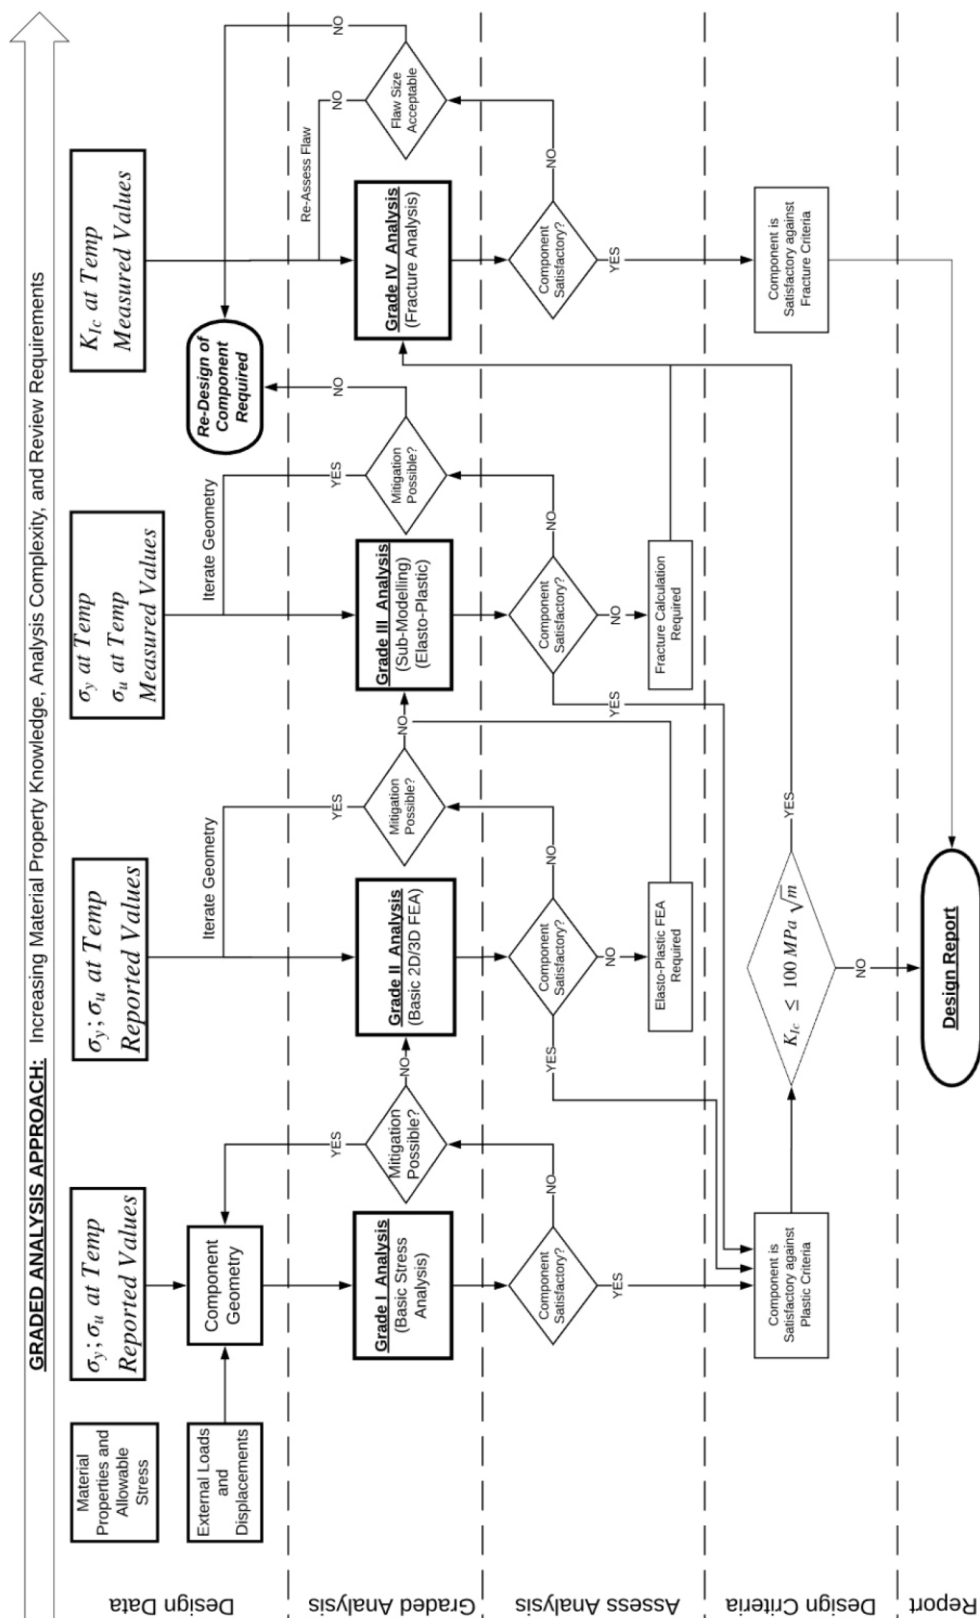 GRADED ANALYSIS APPROACH: Increasing Material Property Knowledge, Analysis Complexity, and Review Requirements
Design Data
Material
Properties and
Allowable
Stress
σy; σu at Temp
Reported Values
σy; σu at Temp
Reported Values
σy at Temp
σu at Temp
Measured Values
KIc at Temp
Measured Values
External Loads
and
Displacements
Component
Geometry
Iterate Geometry
Iterate Geometry
Re-Design of
Component
Required
Graded Analysis
YES
YES
YES
NO
Re-Assess Flaw
NO
NO
Grade I Analysis
(Basic Stress
Analysis)
Mitigation
Possible?
NO
Grade II Analysis
(Basic 2D/3D FEA)
Mitigation
Possible?
NO
Grade III Analysis
(Sub-Modelling)
(Elasto-Plastic)
Mitigation
Possible?
Grade IV Analysis
(Fracture Analysis)
Flaw Size
Acceptable
Assess Analysis
Component
Satisfactory?
NO
YES
YES
Component
Satisfactory?
NO
NO
Elasto-Plastic FEA
Required
YES
Component
Satisfactory?
NO
NO
Fracture Calculation
Required
Component
Satisfactory?
NO
YES
Design Criteria
Component is
Satisfactory against
Plastic Criteria
KIc ≤ 100 MPa √m
YES
NO
Component is
Satisfactory against
Fracture Criteria
Report
Design Report